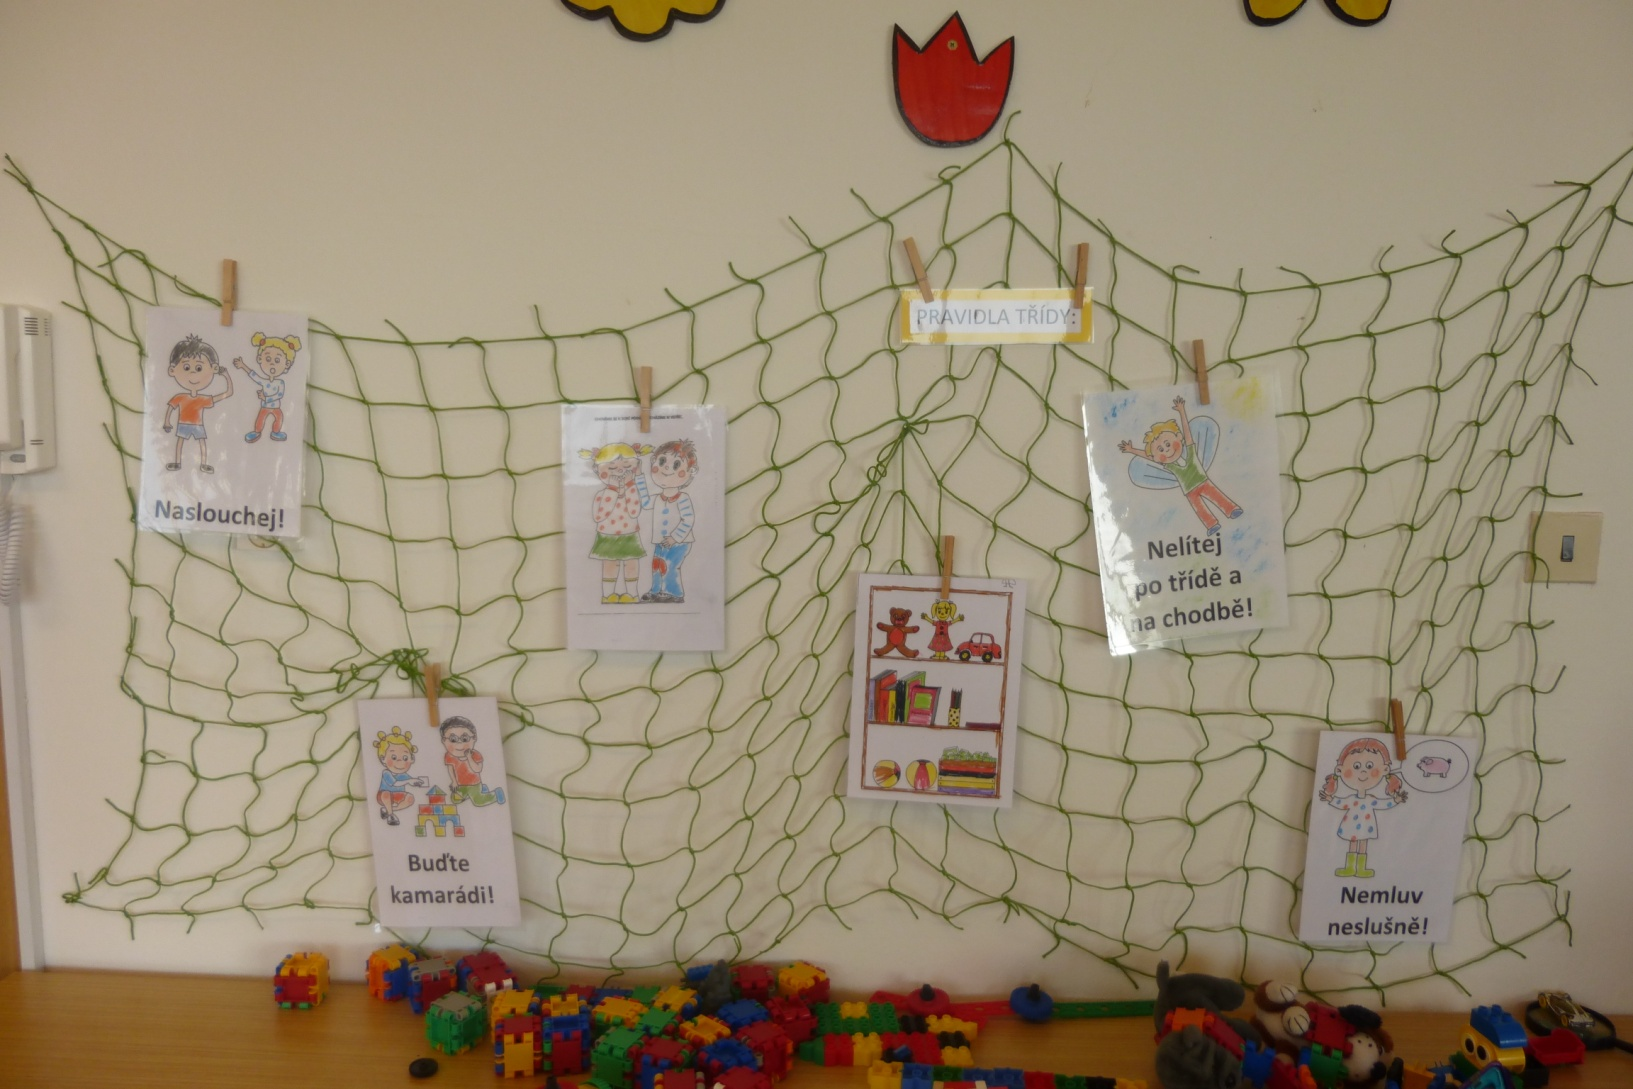 PRAVIDLA TŘÍDY:
Naslouchej!
Nelítej
po třídě a
na chodbě!
Buďte
kamarádi!
Nemluv
neslušně!